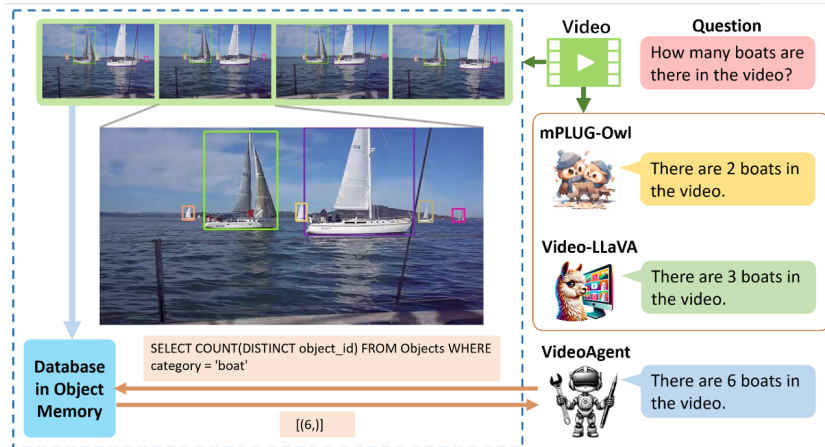 Video
Question
How many boats are
there in the video?
mPLUG-Owl
There are 2 boats in
the video.
Video-LLaVA
There are 3 boats in
the video.
SELECT COUNT(DISTINCT object_id) FROM Objects WHERE
category = 'boat'
Database
in Object
Memory
[(6,)]
VideoAgent
There are 6 boats in
the video.